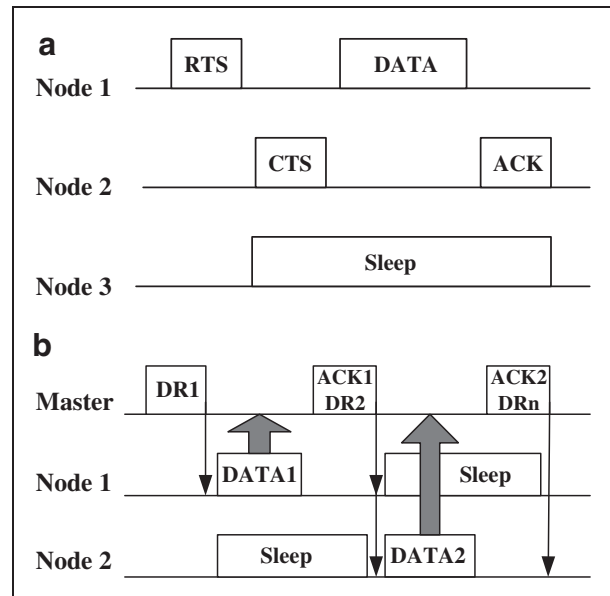 a
RTS
DATA
Node 1
CTS
ACK
Node 2
Sleep
Node 3
b
DR1
ACK1
DR2
ACK2
DRn
Master
DATA1
Sleep
Node 1
Sleep
DATA2
Node 2